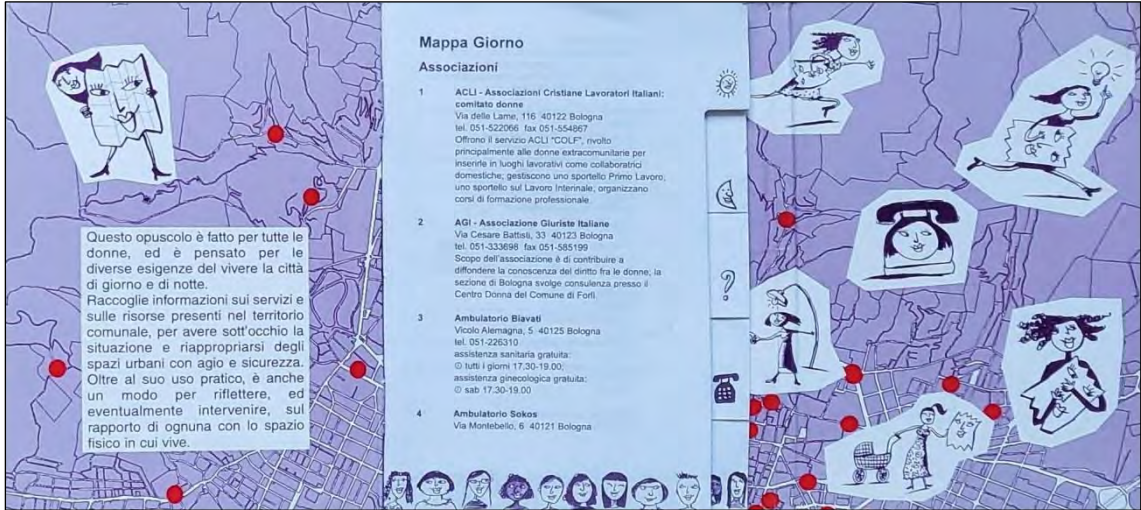 Questo opuscolo è fatto per tutte le
donne, ed è pensato per le
diverse esigenze del vivere la città
di giorno e di notte.
Raccoglie informazioni sui servizi e
sulle risorse presenti nel territorio
comunale, per avere sott'occhio la
situazione e riappropriarsi degli
spazi urbani con agio e sicurezza.
Oltre al suo uso pratico, è anche
un modo per riflettere, ed
eventualmente intervenire, sul
rapporto di ognuna con lo spazio
fisico in cui vive.
Mappa Giorno
Associazioni
1 ACLI - Associazioni Cristiane Lavoratori Italiani:
comitato donne
Via delle Lame, 116 40122 Bologna
tel. 051-522066 fax 051-554867
Offrono il servizio ACLI "COLF", rivolto
principalmente alle donne extracomunitarie per
inserirle in luoghi lavorativi come collaboratrici
domestiche; gestiscono uno sportello Primo Lavoro,
uno sportello sul Lavoro Interinale; organizzano
corsi di formazione professionale.
2 AGI - Associazione Giuriste Italiane
Via Cesare Battisti, 33 40123 Bologna
tel. 051-333698 fax 051-585199
Scopo dell'associazione è di contribuire a
diffondere la conoscenza del diritto fra le donne; la
sezione di Bologna svolge consulenza presso il
Centro Donna del Comune di Forlì.
3 Ambulatorio Biavati
Vicolo Alemagna, 5 40125 Bologna
tel. 051-226310
assistenza sanitaria gratuita:
tutti i giorni 17.30-19.00;
assistenza ginecologica gratuita:
sab 17.30-19.00
4 Ambulatorio Sokos
Via Montebello, 6 40121 Bologna
?